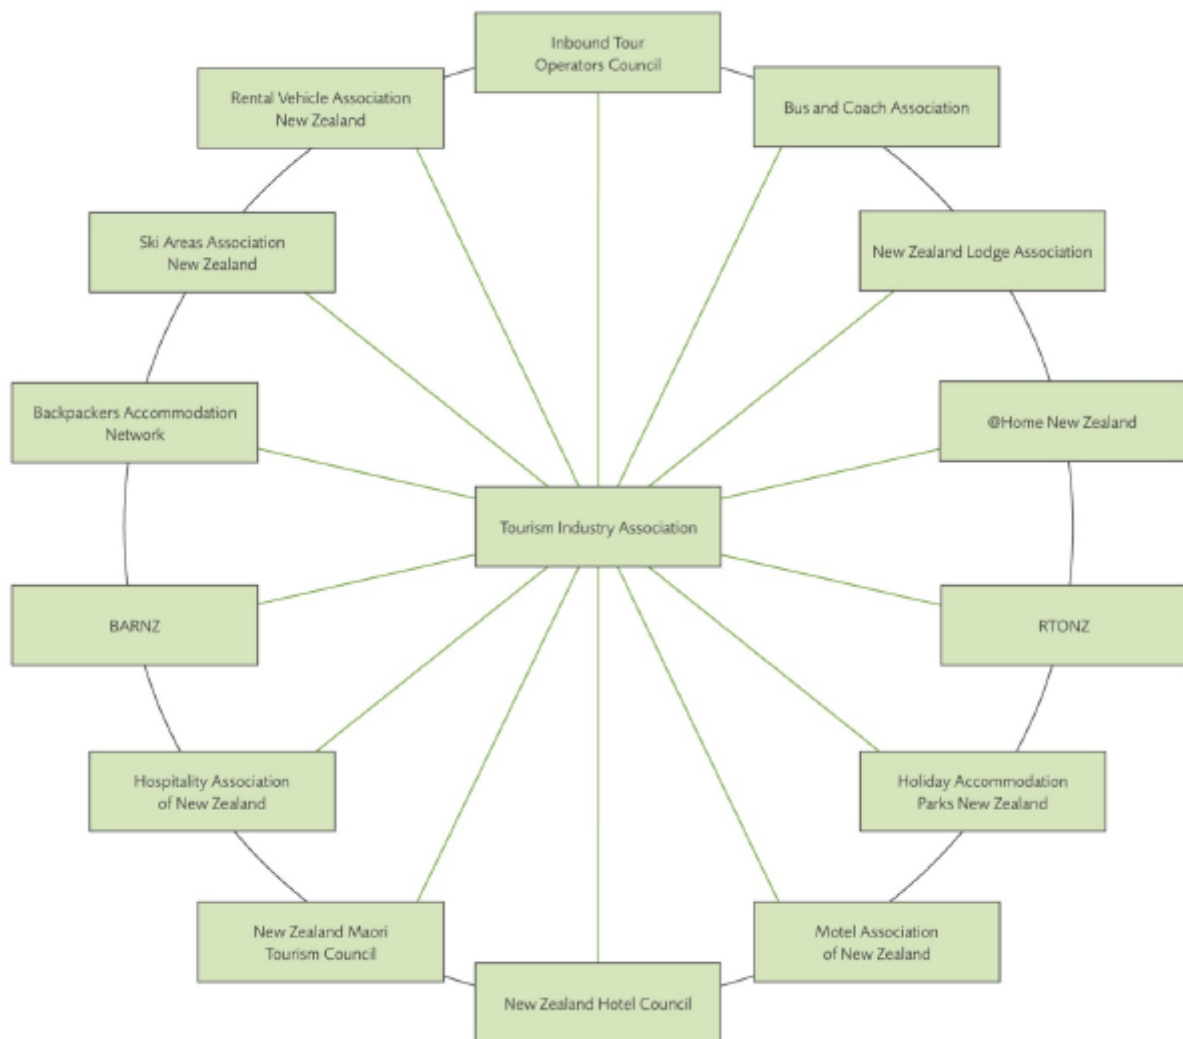 Inbound Tour
Operators Council
Rental Vehicle Association
New Zealand
Bus and Coach Association
Ski Areas Association
New Zealand
New Zealand Lodge Association
Backpackers Accommodation
Network
@Home New Zealand
Tourism Industry Association
BARNZ
RTONZ
Hospitality Association
of New Zealand
Holiday Accommodation
Parks New Zealand
New Zealand Maori
Tourism Council
Motel Association
of New Zealand
New Zealand Hotel Council